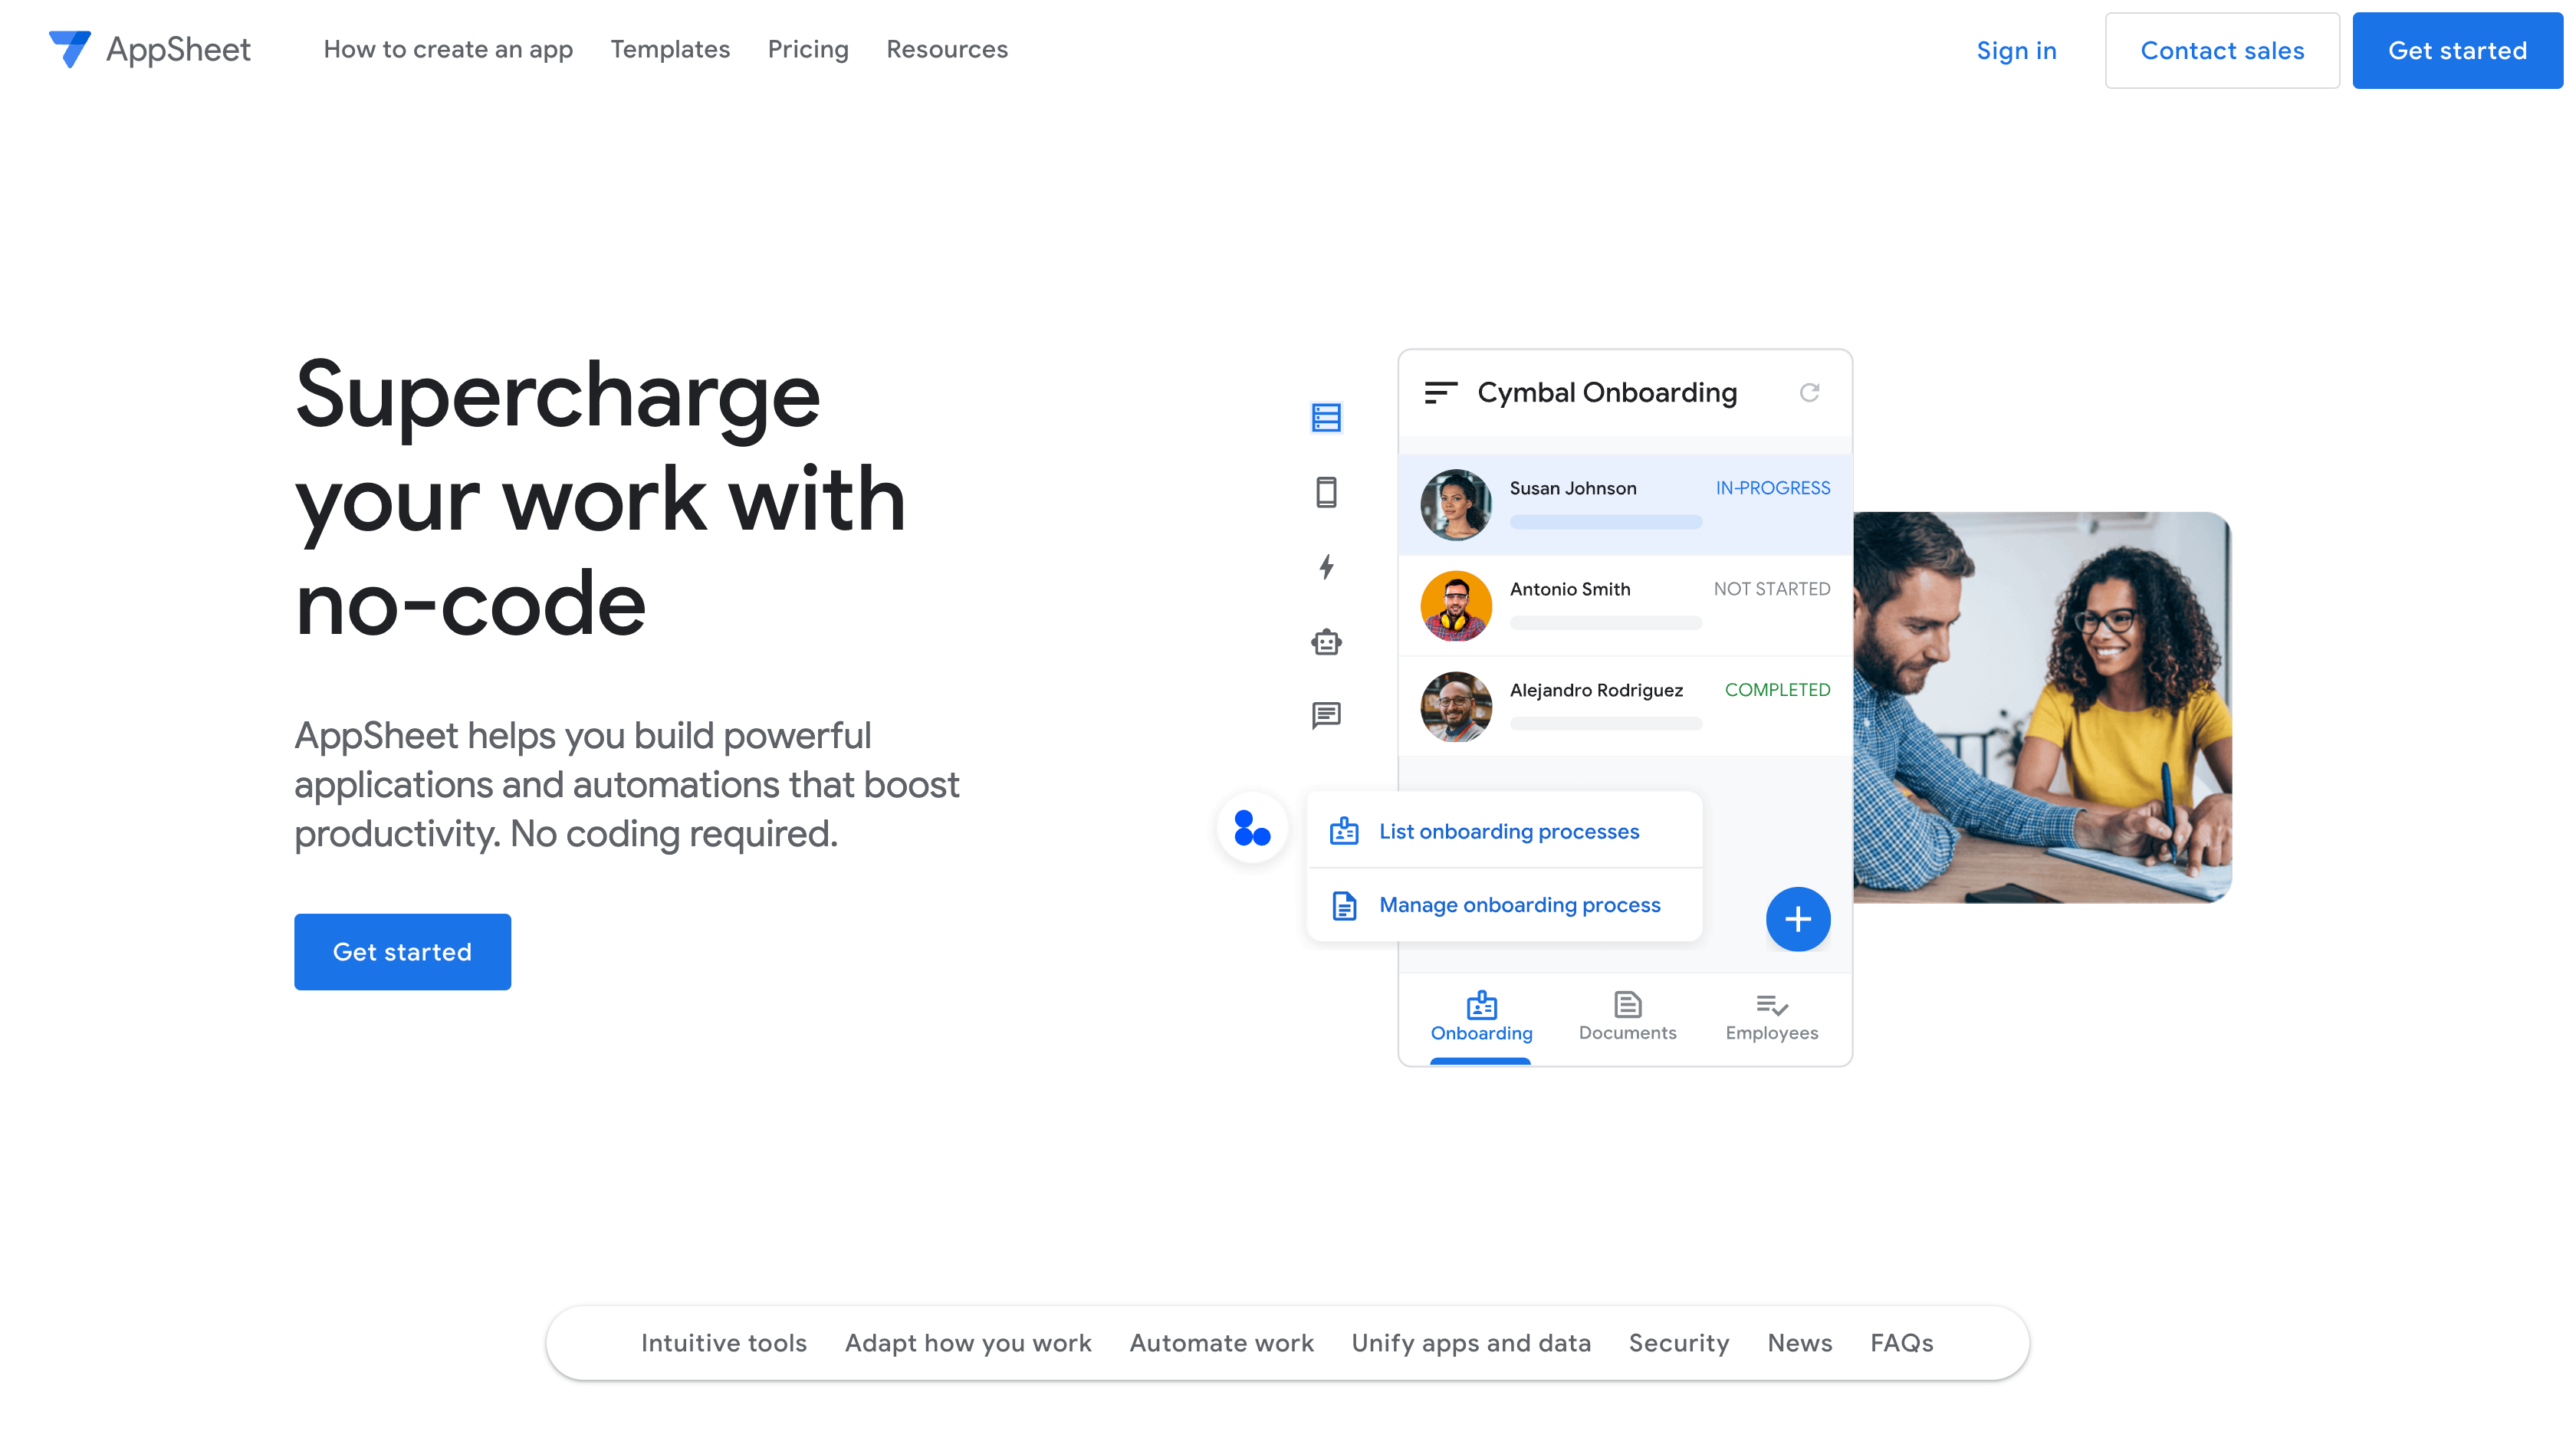 AppSheet
How to create an app
Templates
Pricing
Resources
Sign in
Contact sales
Get started
Supercharge
your work with
no-code
AppSheet helps you build powerful
applications and automations that boost
productivity. No coding required.
Get started
Cymbal Onboarding
Susan Johnson
IN-PROGRESS
Antonio Smith
NOT STARTED
Alejandro Rodriguez
COMPLETED
List onboarding processes
Manage onboarding process
Onboarding
Documents
Employees
Intuitive tools
Adapt how you work
Automate work
Unify apps and data
Security
News
FAQs